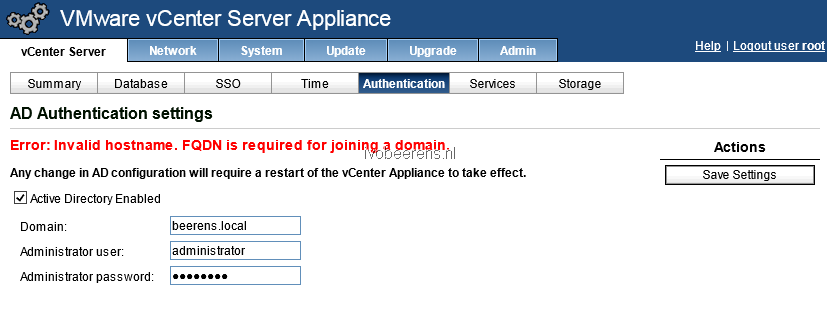 VMware vCenter Server Appliance
vCenter Server Network System Update Upgrade Admin Help | Logout user root
Summary Database SSO Time Authentication Services Storage
AD Authentication settings
Error: Invalid hostname. FQDN is required for joining a domain.
ivobeerens.nl
Actions
Any change in AD configuration will require a restart of the vCenter Appliance to take effect.
Save Settings
Active Directory Enabled
Domain: beerens.local
Administrator user: administrator
Administrator password: ●●●●●●●●